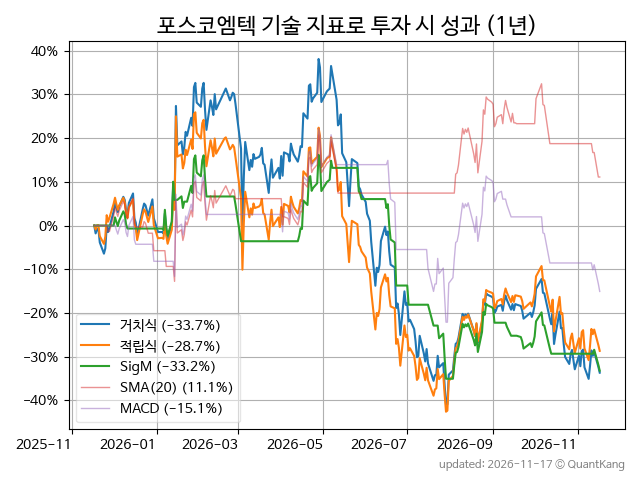 포스코엠텍 기술 지표로 투자 시 성과 (1년)
40%
30%
20%
10%
0%
−10%
−20%
−30%
−40%
거치식 (−33.7%)
적립식 (−28.7%)
SigM (−33.2%)
SMA(20) (11.1%)
MACD (−15.1%)
2025-11 2026-01 2026-03 2026-05 2026-07 2026-09 2026-11
updated: 2026-11-17 © QuantKang